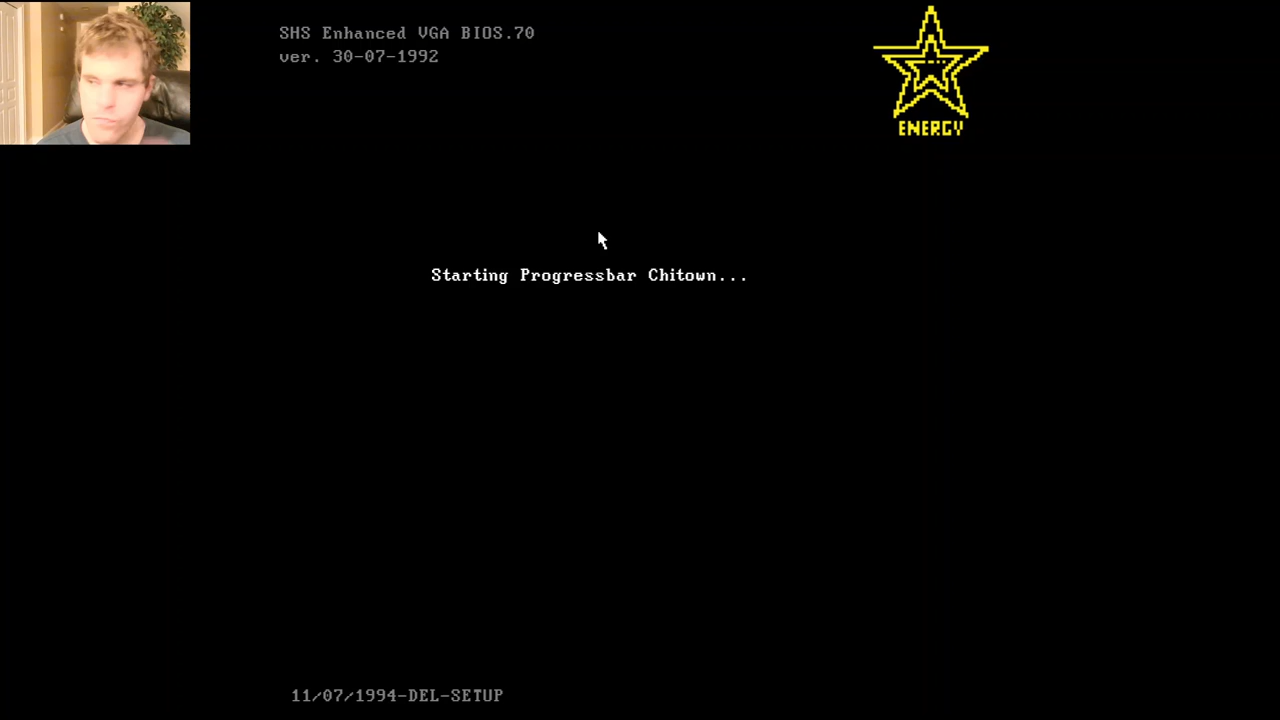 SHS Enhanced VGA BIOS.70
ver. 30-07-1992
ENERGY
Starting Progressbar Chitown...
11/07/1994-DEL-SETUP